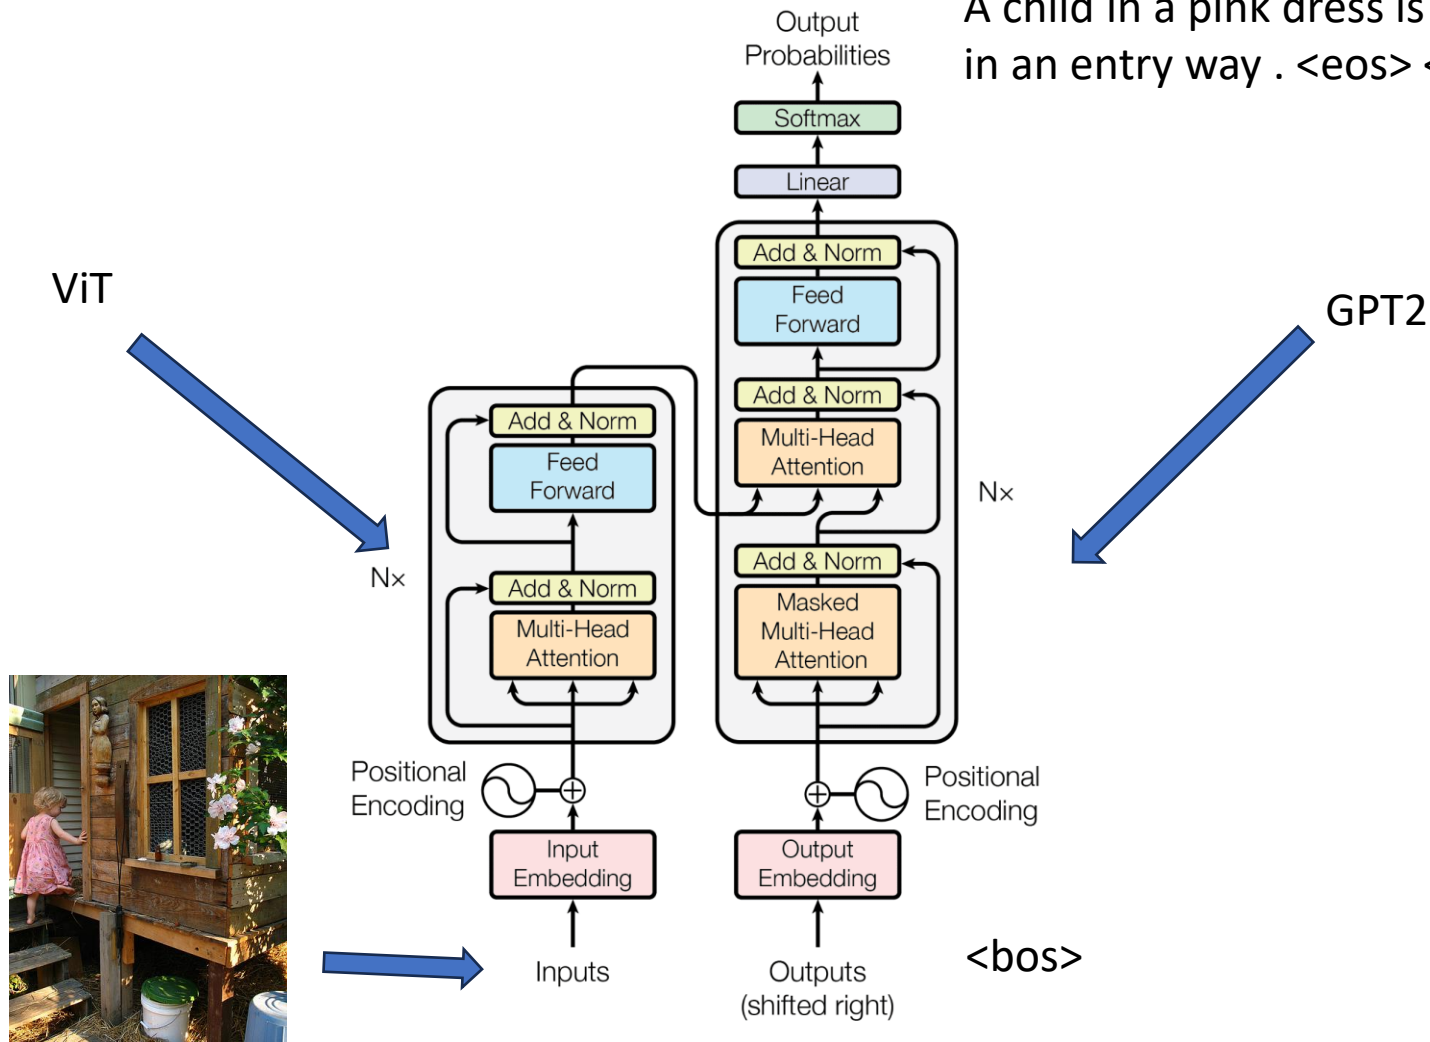 A child in a pink dress is
in an entry way . <eos> <
Output
Probabilities
Softmax
Linear
Add & Norm
Feed
Forward
Add & Norm
Multi-Head
Attention
Add & Norm
Masked
Multi-Head
Attention
Nx
Positional
Encoding
Output
Embedding
Outputs
(shifted right)
<bos>
GPT2
ViT
Add & Norm
Feed
Forward
Add & Norm
Multi-Head
Attention
Nx
Positional
Encoding
Input
Embedding
Inputs